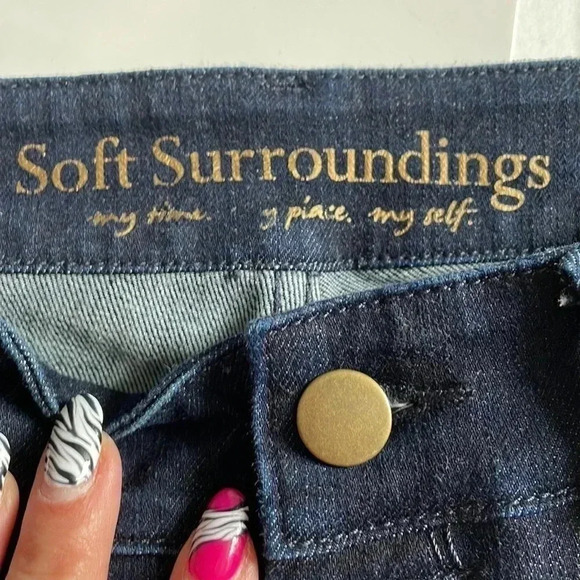 Soft Surroundings
my time. y place. my self.